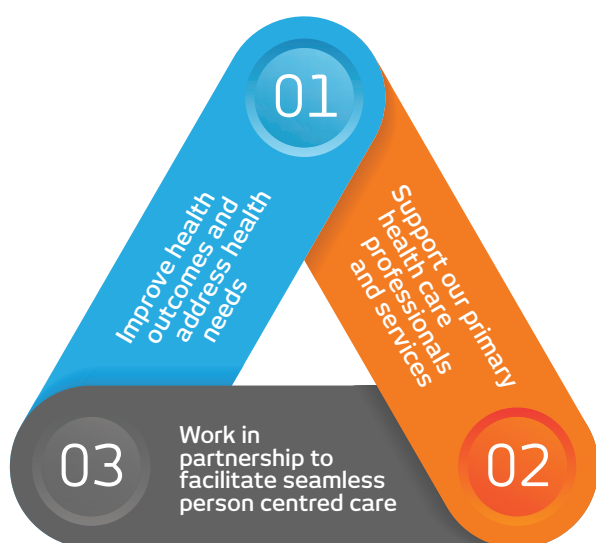 01
Improve health
outcomes and
address health
needs
02
Support our primary
health care
professionals
and services
03
Work in
partnership to
facilitate seamless
person centred care